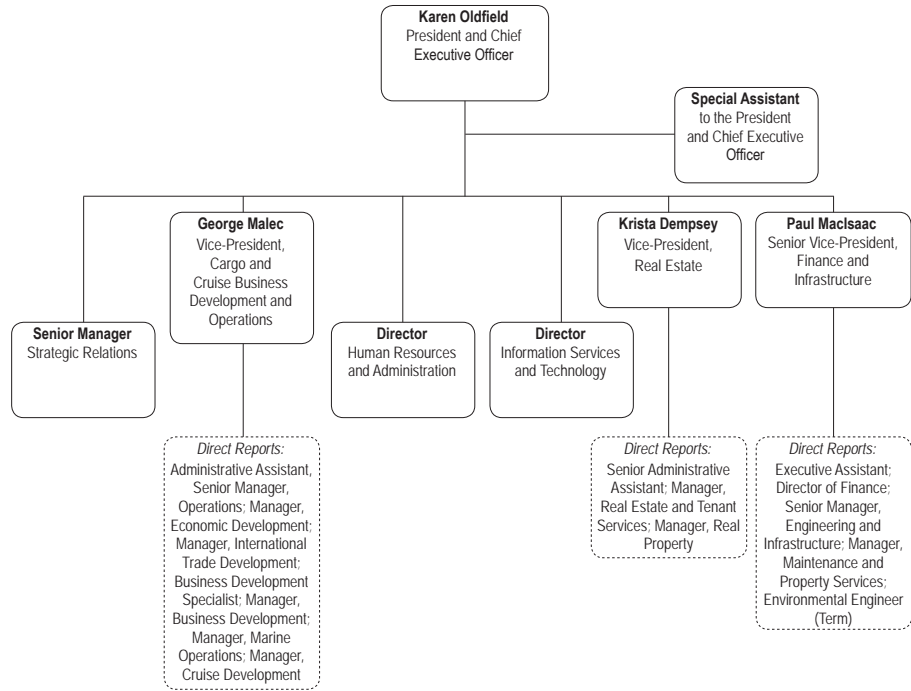 Karen Oldfield
President and Chief
Executive Officer
Special Assistant
to the President
and Chief Executive
Officer
George Malec
Vice-President,
Cargo and
Cruise Business
Development and
Operations
Krista Dempsey
Vice-President,
Real Estate
Paul MacIsaac
Senior Vice-President,
Finance and
Infrastructure
Senior Manager
Strategic Relations
Director
Human Resources
and Administration
Director
Information Services
and Technology
Direct Reports:
Administrative Assistant,
Senior Manager,
Operations; Manager,
Economic Development;
Manager, International
Trade Development;
Business Development
Specialist; Manager,
Business Development;
Manager, Marine
Operations; Manager,
Cruise Development
Direct Reports:
Senior Administrative
Assistant; Manager,
Real Estate and Tenant
Services; Manager, Real
Property
Direct Reports:
Executive Assistant;
Director of Finance;
Senior Manager,
Engineering and
Infrastructure; Manager,
Maintenance and
Property Services;
Environmental Engineer
(Term)